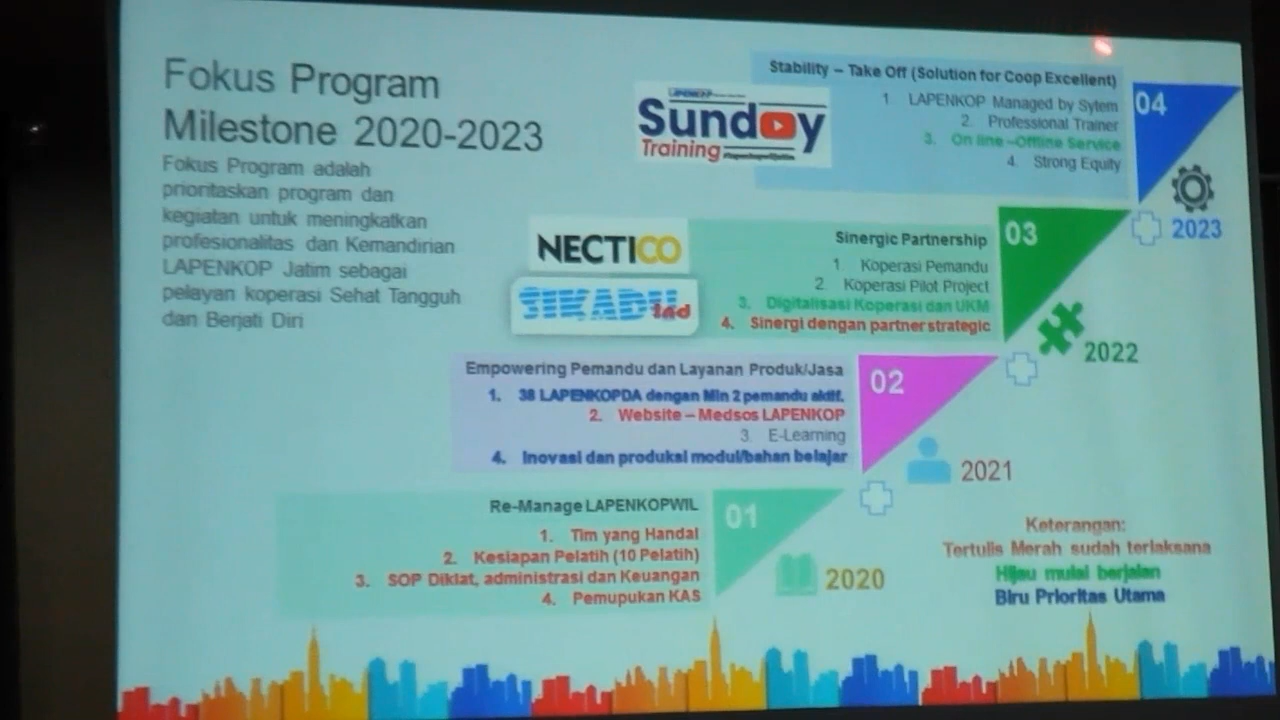 Fokus Program
Milestone 2020-2023
Fokus Program adalah
prioritaskan program dan
kegiatan untuk meningkatkan
profesionalitas dan Kemandirian
LAPENKOP Jatim sebagai
pelayan koperasi Sehat Tangguh
dan Berjati Diri
LAPENKOP
Sunday
Training
Stability – Take Off (Solution for Coop Excellent)
1. LAPENKOP Managed by Sytem
2. Professional Trainer
3. On line –Offline Service
4. Strong Equity
04
2023
NECTICO
SIKADU Ind
Sinergic Partnership
1. Koperasi Pemandu
2. Koperasi Pilot Project
3. Digitalisasi Koperasi dan UKM
4. Sinergi dengan partner strategic
03
2022
Empowering Pemandu dan Layanan Produk/Jasa
1. 38 LAPENKOPDA dengan Min 2 pemandu aktif.
2. Website – Medsos LAPENKOP
3. E-Learning
4. Inovasi dan produksi modul/bahan belajar
02
2021
Re-Manage LAPENKOPWIL
1. Tim yang Handal
2. Kesiapan Pelatih (10 Pelatih)
3. SOP Diklat, administrasi dan Keuangan
4. Pemupukan KAS
01
2020
Keterangan:
Tertulis Merah sudah terlaksana
Hijau mulai berjalan
Biru Prioritas Utama